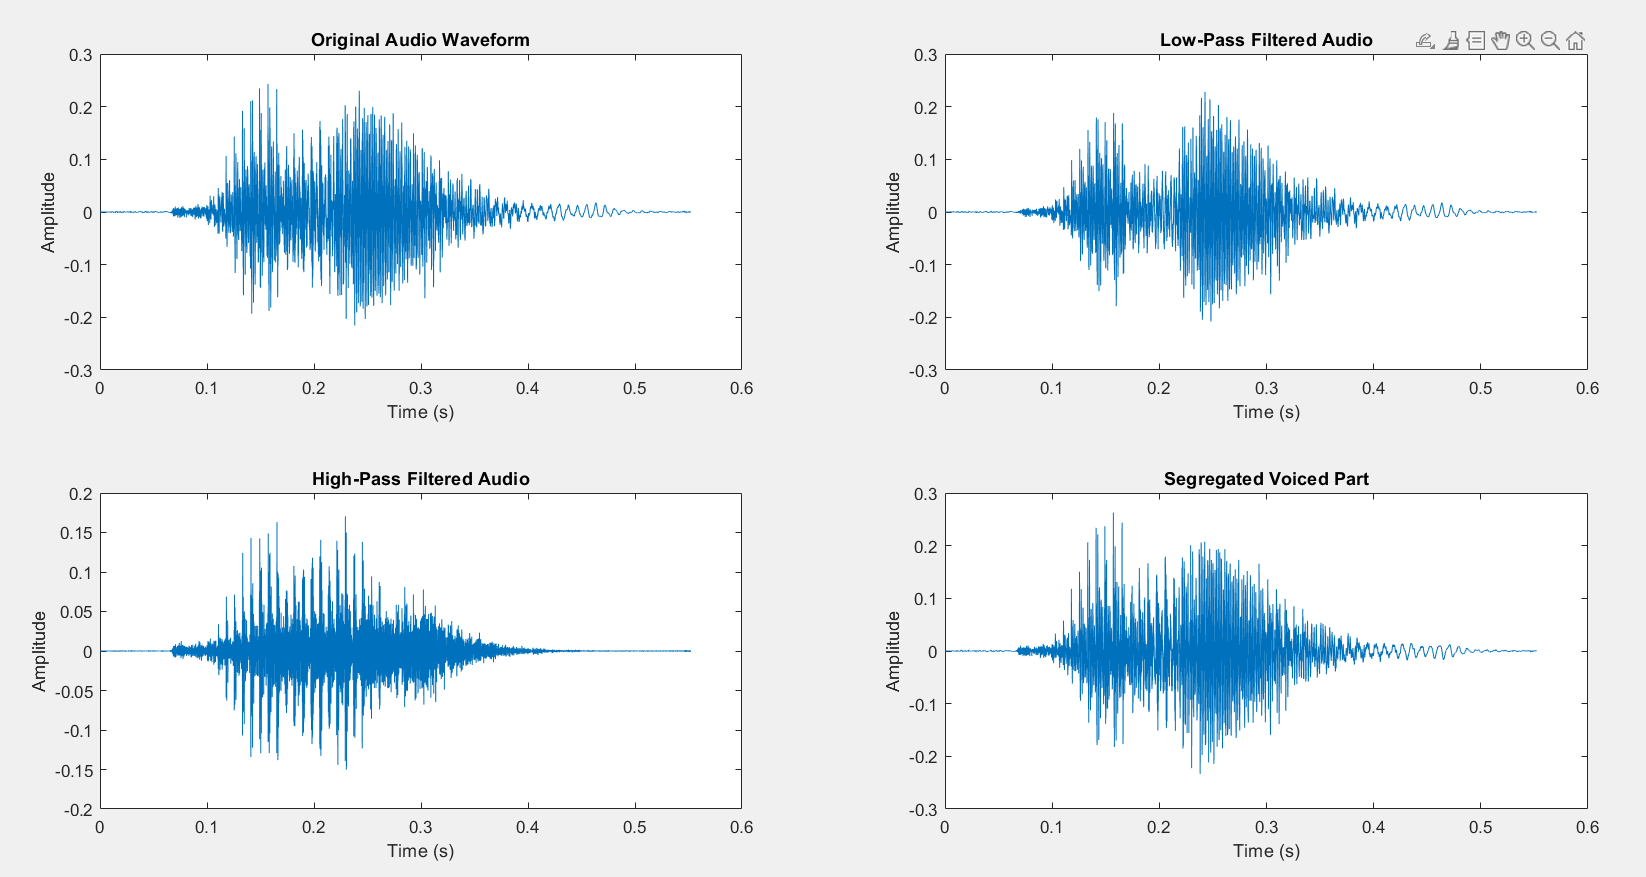 Original Audio Waveform
0.3
0.2
0.1
0
-0.1
-0.2
-0.3
Amplitude
0 0.1 0.2 0.3 0.4 0.5 0.6
Time (s)
Low-Pass Filtered Audio
0.3
0.2
0.1
0
-0.1
-0.2
-0.3
Amplitude
0 0.1 0.2 0.3 0.4 0.5 0.6
Time (s)
High-Pass Filtered Audio
0.2
0.15
0.1
0.05
0
-0.05
-0.1
-0.15
-0.2
Amplitude
0 0.1 0.2 0.3 0.4 0.5 0.6
Time (s)
Segregated Voiced Part
0.3
0.2
0.1
0
-0.1
-0.2
-0.3
Amplitude
0 0.1 0.2 0.3 0.4 0.5 0.6
Time (s)